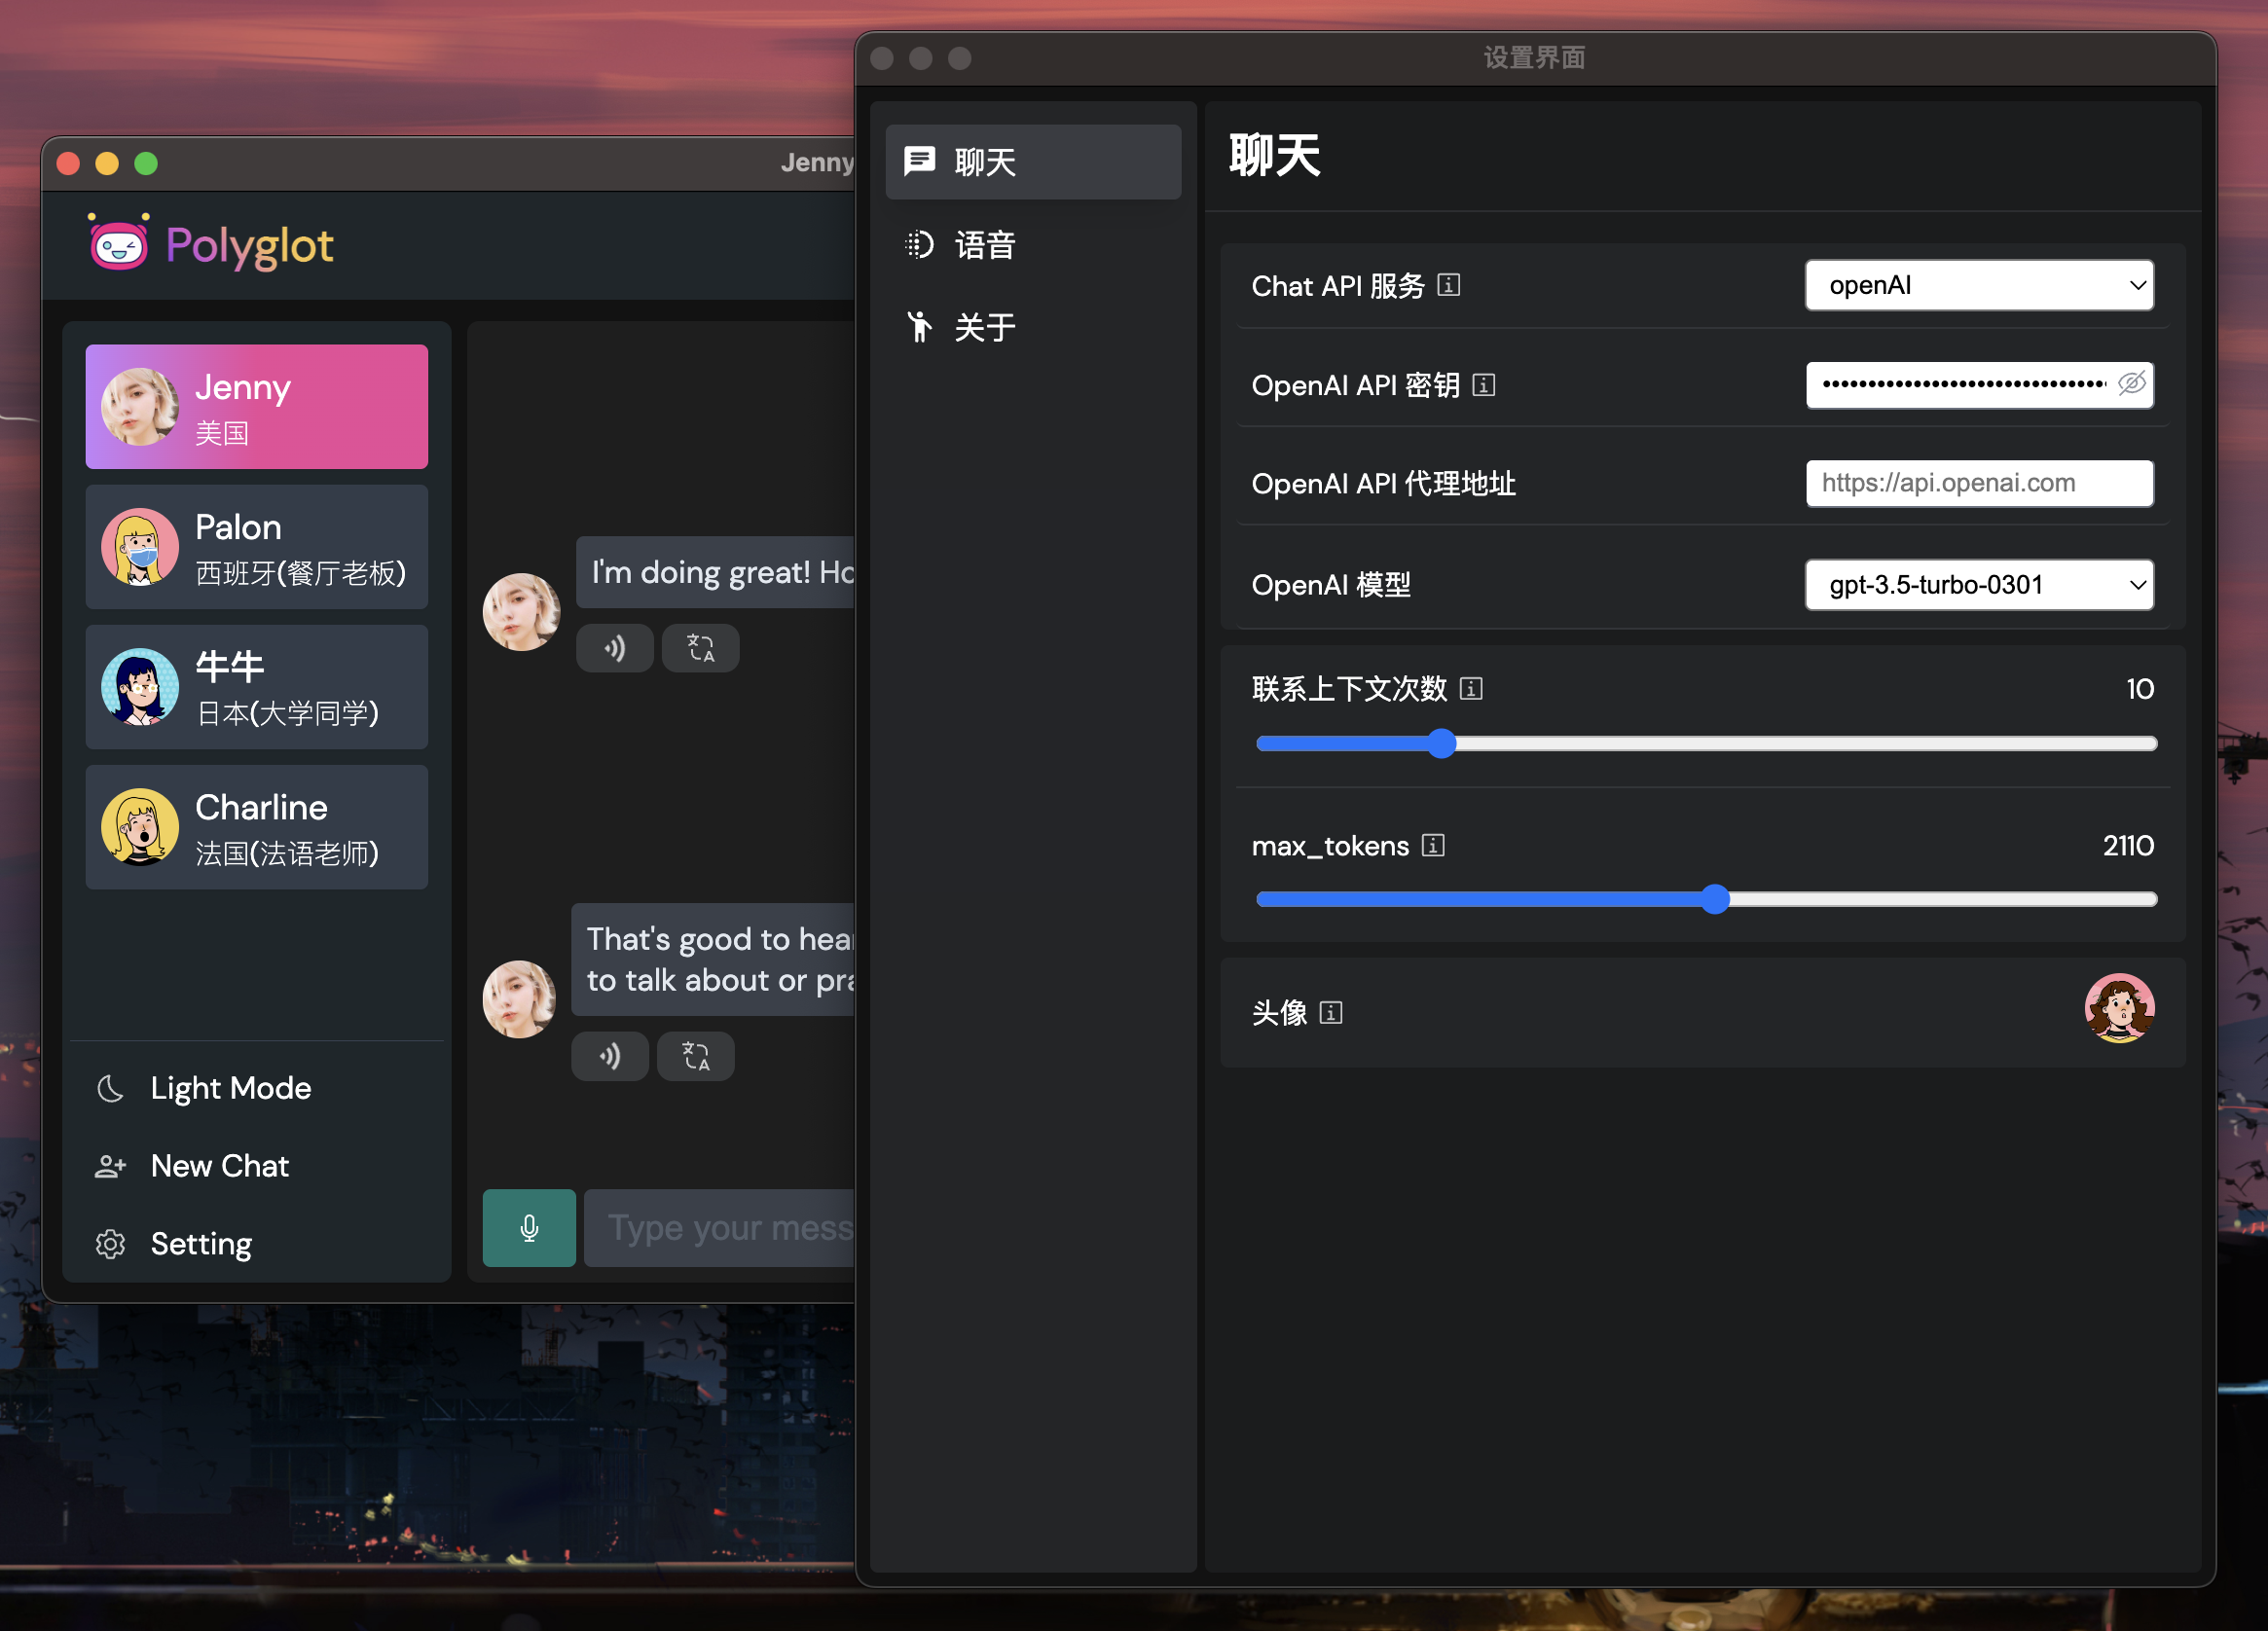 Jenny
Polyglot
Jenny
美国
Palon
西班牙(餐厅老板)
牛牛
日本(大学同学)
Charline
法国(法语老师)
Light Mode
New Chat
Setting
I'm doing great!
That's good to
to talk about or
Type your
设置界面
聊天
语音
关于
聊天
Chat API 服务
openAI
OpenAI API 密钥
OpenAI API 代理地址
https://api.openai.com
OpenAI 模型
gpt-3.5-turbo-0301
联系上下文次数
10
max_tokens
2110
头像